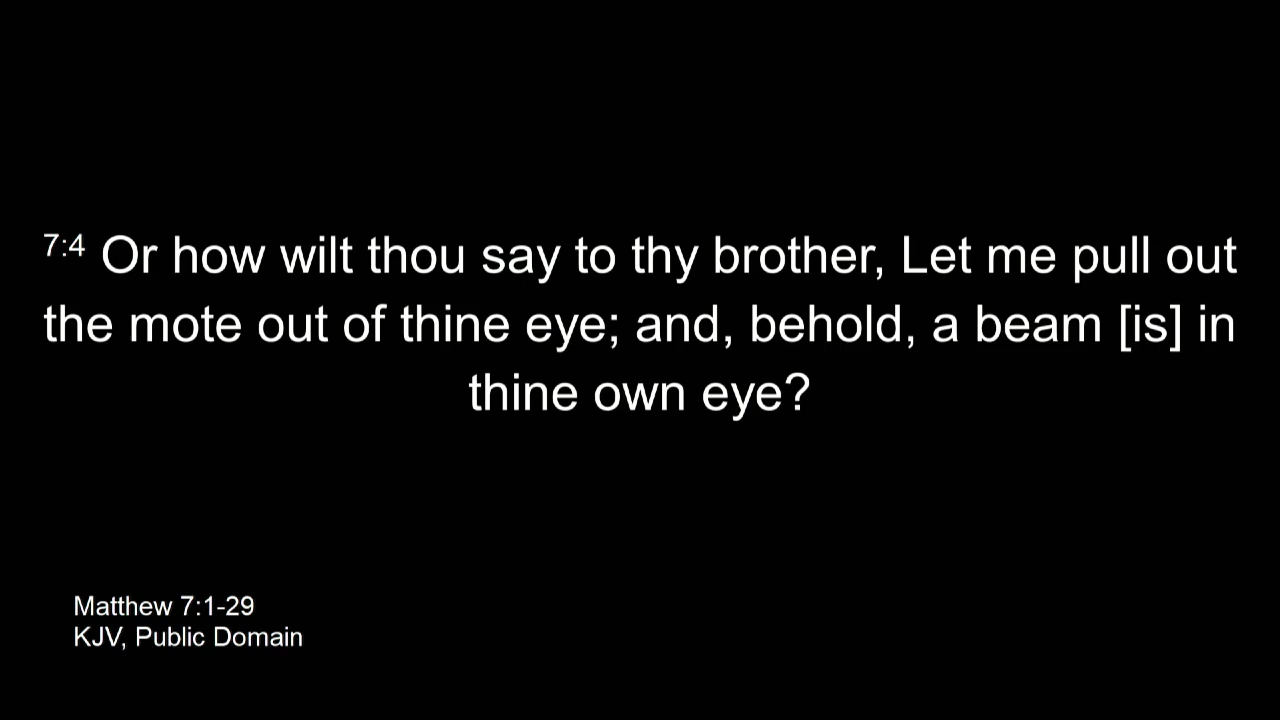 7:4 Or how wilt thou say to thy brother, Let me pull out
the mote out of thine eye; and, behold, a beam [is] in
thine own eye?
Matthew 7:1-29
KJV, Public Domain